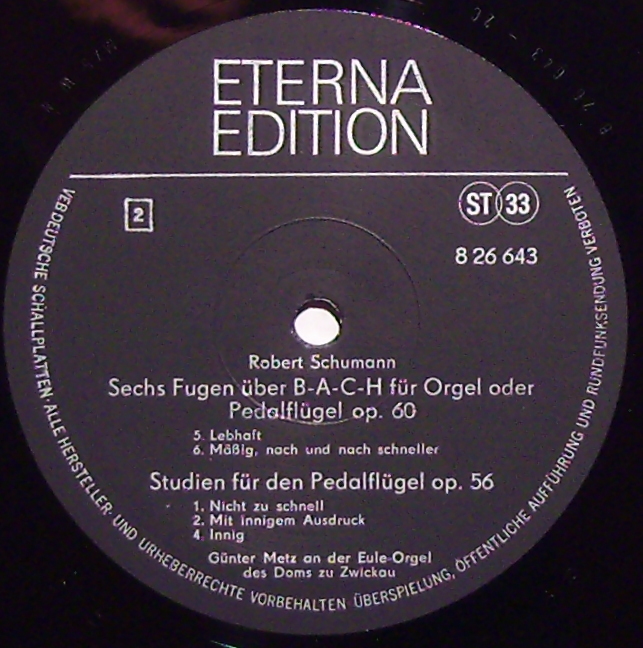 ETERNA
EDITION
2
ST 33
8 26 643
Robert Schumann
Sechs Fugen über B-A-C-H für Orgel oder
Pedalflügel op. 60
5. Lebhaft
6. Mäßig, nach und nach schneller
Studien für den Pedalflügel op. 56
1. Nicht zu schnell
2. Mit innigem Ausdruck
4. Innig
Günter Metz an der Eule-Orgel
des Doms zu Zwickau
VEB DEUTSCHE SCHALLPLATTEN · ALLE HERSTELLER- UND URHEBERRECHTE VORBEHALTEN ÜBERSPIELUNG, ÖFFENTLICHE AUFFÜHRUNG UND RUNDFUNKSENDUNG VERBOTEN